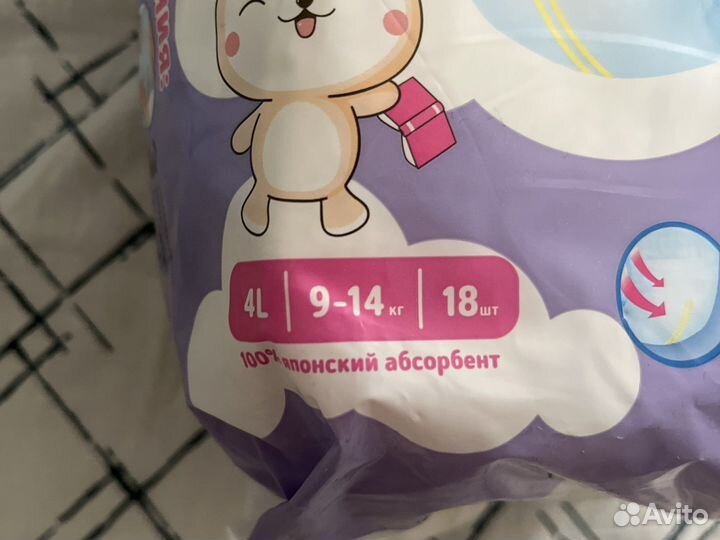 4L | 9-14 кг | 18 шт
100% японский абсорбент
Avito